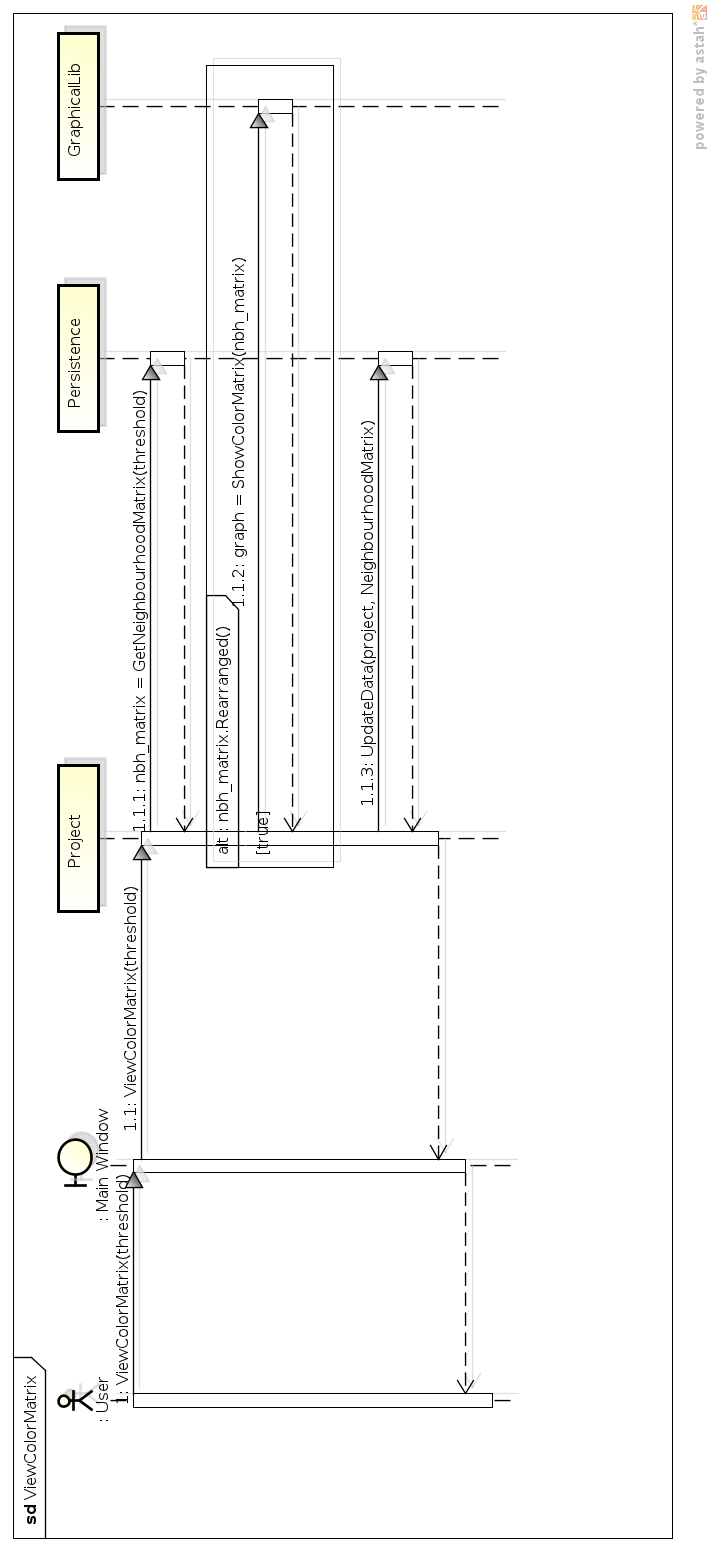 sd ViewColorMatrix
: User
: Main Window
Project
Persistence
GraphicalLib
1: ViewColorMatrix(threshold)
1.1: ViewColorMatrix(threshold)
1.1.1: nbh_matrix = GetNeighbourhoodMatrix(threshold)
alt : nbh_matrix.Rearranged()
1.1.2: graph = ShowColorMatrix(nbh_matrix)
[true]
1.1.3: UpdateData(project, NeighbourhoodMatrix)
powered by astah*